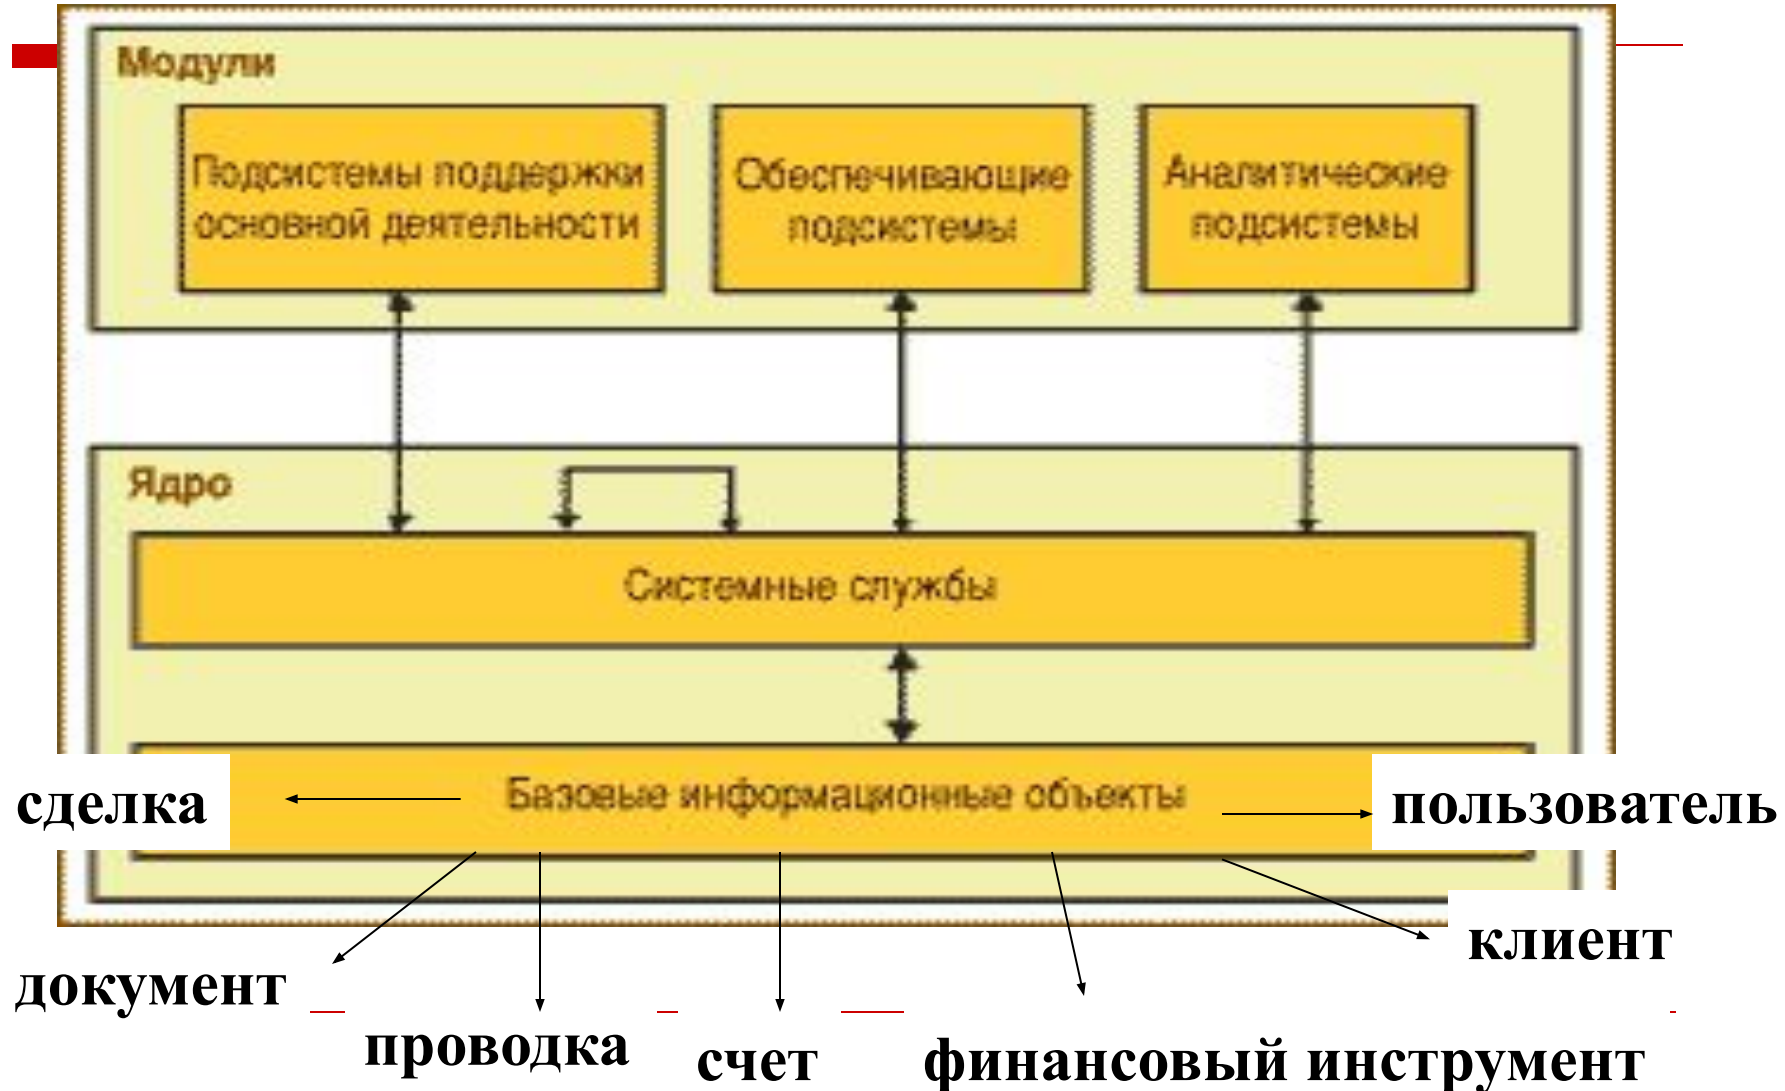 Модули
Подсистемы поддержки
основной деятельности
Обеспечивающие
подсистемы
Аналитические
подсистемы
Ядро
Системные службы
Базовые информационные объекты
сделка
пользователь
клиент
документ
проводка
счет
финансовый инструмент